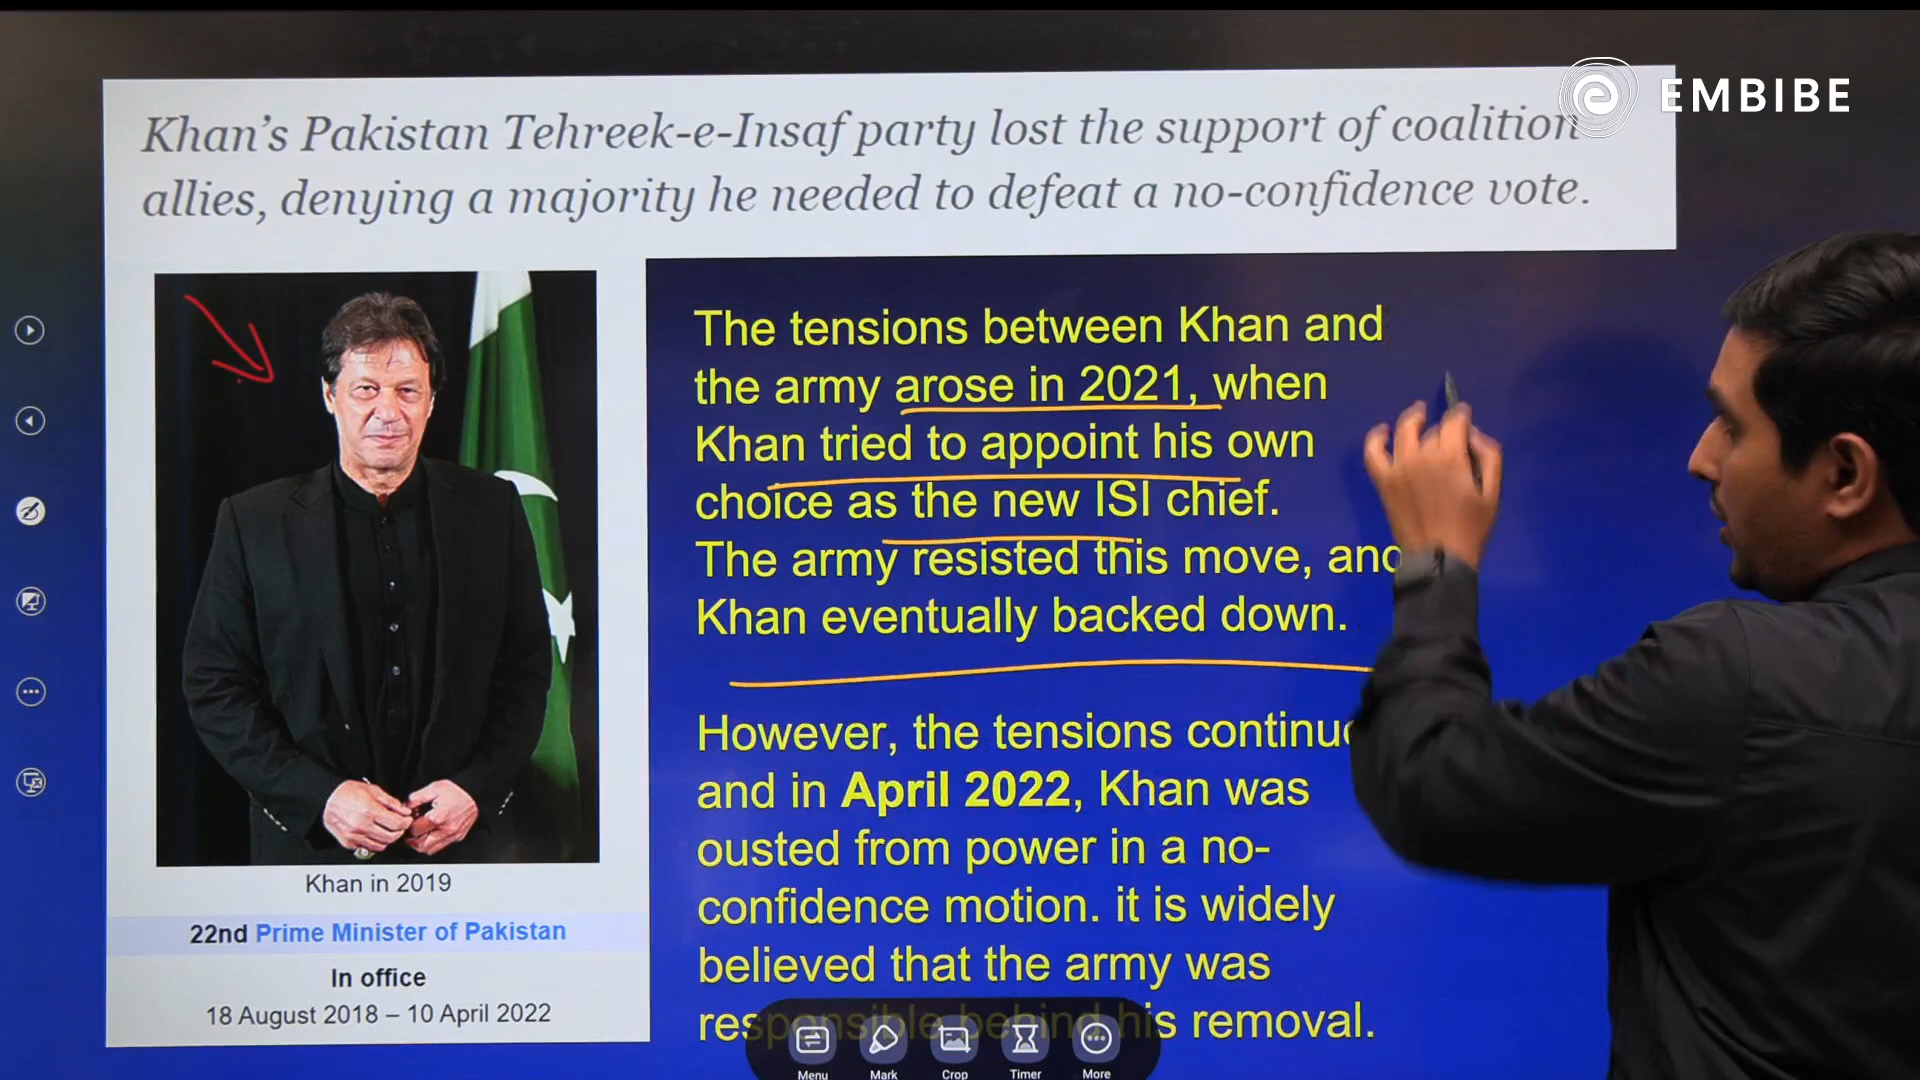 EMBIBE
Khan's Pakistan Tehreek-e-Insaf party lost the support of coalition
allies, denying a majority he needed to defeat a no-confidence vote.
Khan in 2019
22nd Prime Minister of Pakistan
In office
18 August 2018 – 10 April 2022
The tensions between Khan and
the army arose in 2021, when
Khan tried to appoint his own
choice as the new ISI chief.
The army resisted this move, and
Khan eventually backed down.
However, the tensions continu
and in April 2022, Khan was
ousted from power in a no-
confidence motion. it is widely
believed that the army was
responsible behind his removal.
Menu Mark Crop Timer More